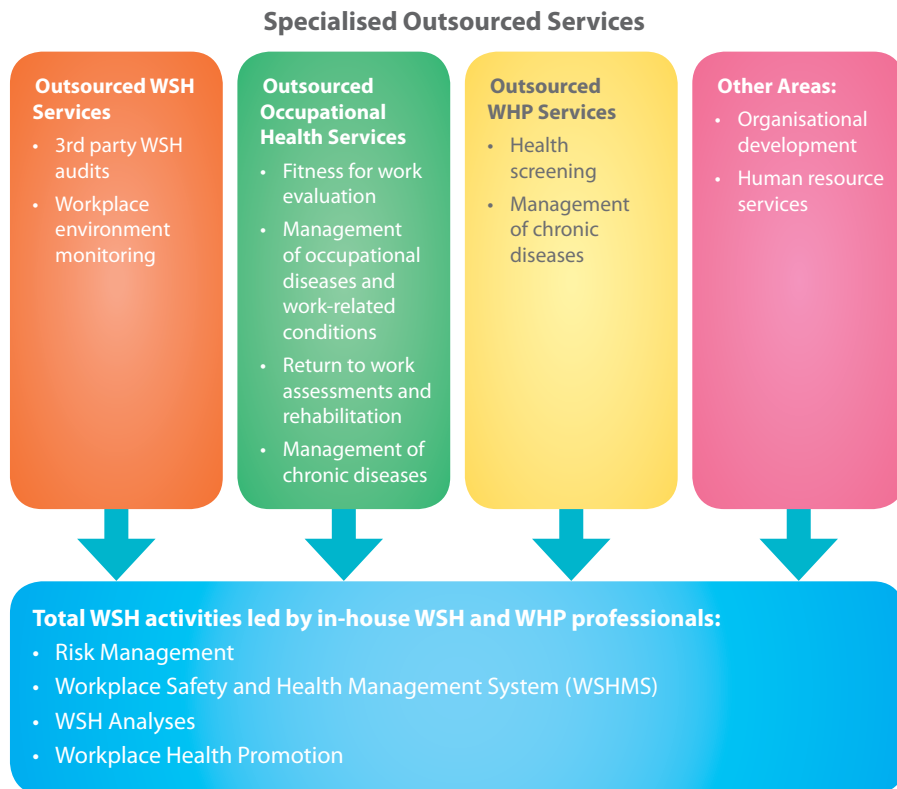 Specialised Outsourced Services
Outsourced WSH
Services
• 3rd party WSH
audits
• Workplace
environment
monitoring
Outsourced
Occupational
Health Services
• Fitness for work
evaluation
• Management
of occupational
diseases and
work-related
conditions
• Return to work
assessments and
rehabilitation
• Management of
chronic diseases
Outsourced
WHP Services
• Health
screening
• Management
of chronic
diseases
Other Areas:
• Organisational
development
• Human resource
services
Total WSH activities led by in-house WSH and WHP professionals:
• Risk Management
• Workplace Safety and Health Management System (WSHMS)
• WSH Analyses
• Workplace Health Promotion